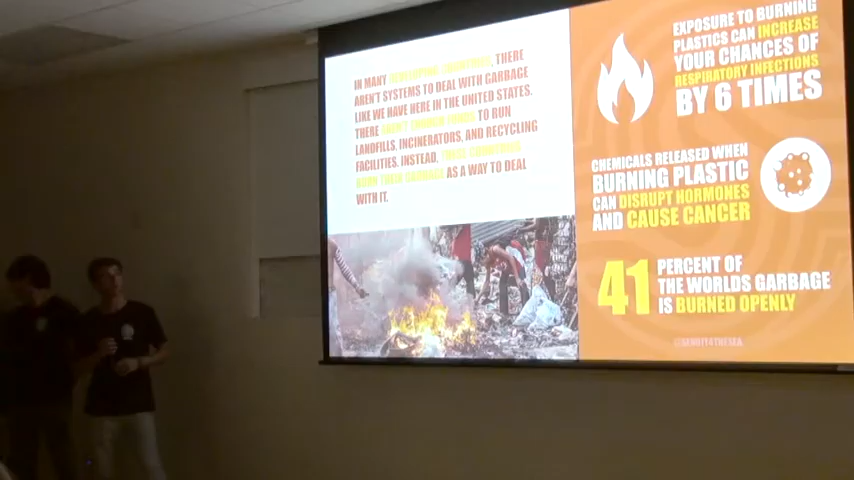 IN MANY DEVELOPING COUNTRIES, THERE
AREN'T SYSTEMS TO DEAL WITH GARBAGE
LIKE WE HAVE HERE IN THE UNITED STATES.
THERE AREN'T ENOUGH FUNDS TO RUN
LANDFILLS, INCINERATORS, AND RECYCLING
FACILITIES. INSTEAD, THESE COUNTRIES
BURN THEIR GARBAGE AS A WAY TO DEAL
WITH IT.
EXPOSURE TO BURNING
PLASTICS CAN INCREASE
YOUR CHANCES OF
RESPIRATORY INFECTIONS
BY 6 TIMES
CHEMICALS RELEASED WHEN
BURNING PLASTIC
CAN DISRUPT HORMONES
AND CAUSE CANCER
41 PERCENT OF
THE WORLDS GARBAGE
IS BURNED OPENLY